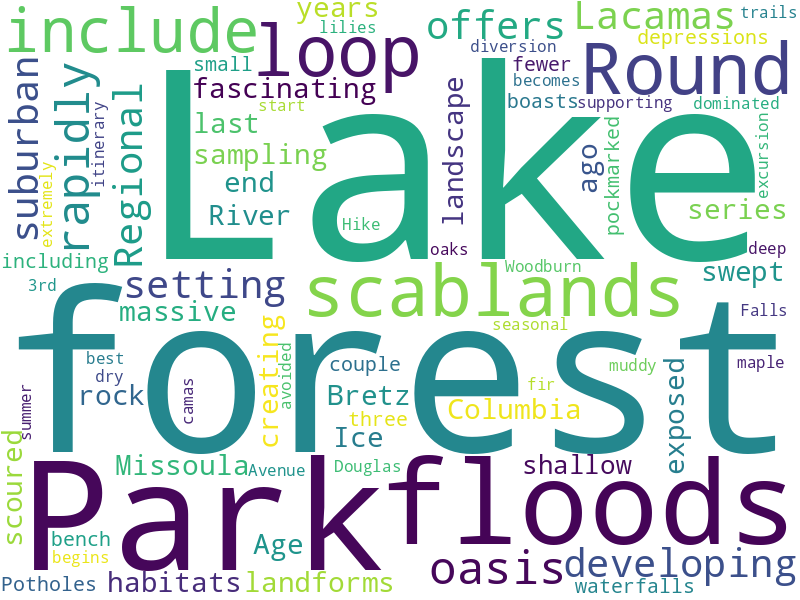 include
loop
years
lilies
offers
Lacamas
trails
depressions
diversion
small
fascinating
fewer
Round
becomes
boasts
supporting
dominated
start
suburban
rapidly
itinerary
extremely
Regional
last
sampling
end
River
Lake
landscape
ago
pockmarked
excursion
series
Hike
oaks
deep
including
3rd
setting
massive
scablands
Woodburn
swept
Falls
seasonal
forest
best
dry
rock
camas
creating
avoided
couple
Bretz
three
Ice
fir
Columbia
muddy
exposed
maple
summer
scoured
Missoula
Avenue
Douglas
shallow
Park
floods
bench
begins
Age
oasis
developing
Potholes
habitats
landforms
waterfalls